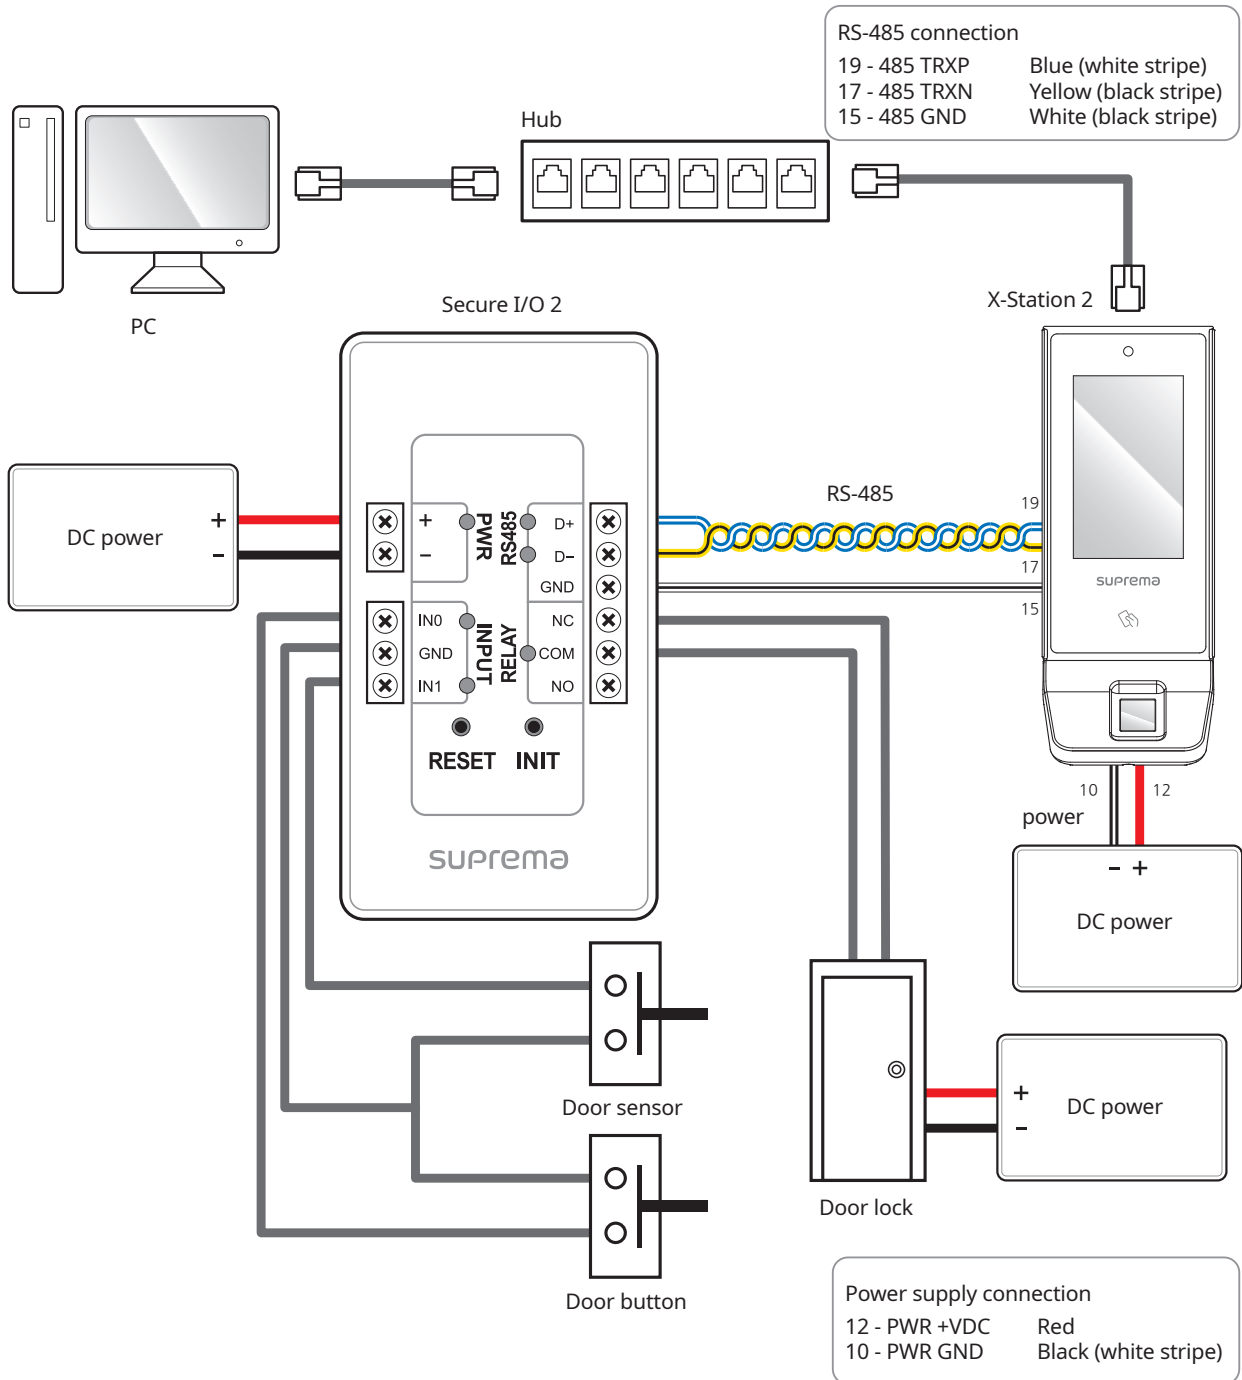 RS-485 connection
19 - 485 TRXP Blue (white stripe)
17 - 485 TRXN Yellow (black stripe)
15 - 485 GND White (black stripe)
Hub
PC
Secure I/O 2
X-Station 2
DC power
+
−
+
−
PWR
RS485
D+
D−
GND
IN0
GND
IN1
INPUT
RELAY
NC
COM
NO
RESET INIT
suprema
RS-485
19
17
15
suprema
10
12
power
− +
DC power
Door sensor
Door button
Door lock
+
−
DC power
Power supply connection
12 - PWR +VDC Red
10 - PWR GND Black (white stripe)